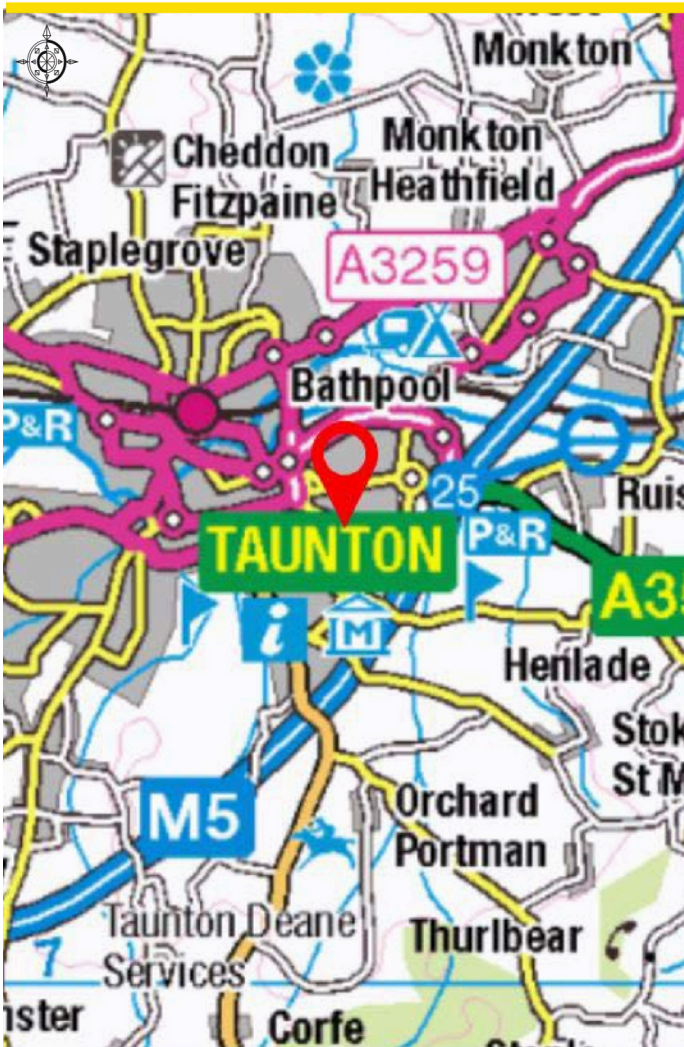 Monkton
Cheddon
Fitzpaine
Monkton
Heathfield
Staplegrove
A3259
Bathpool
P&R
25
P&R
TAUNTON
i
M
Henlade
M5
Orchard
Portman
Taunton Deane
Services
Thurlbear
7
Corfe